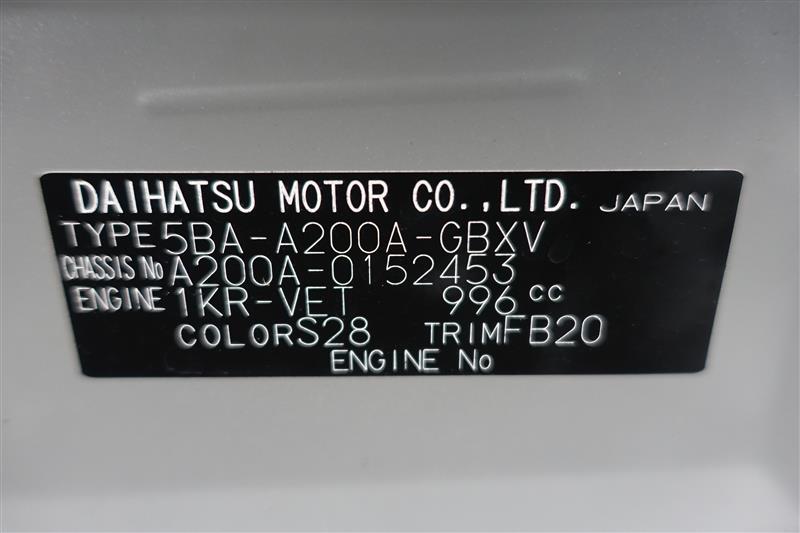 DAIHATSU MOTOR CO.,LTD. JAPAN
TYPE 5BA-A200A-GBXV
CHASSIS No A200A-0152453
ENGINE 1KR-VET 996 cc
COLOR S28 TRIM FB20
ENGINE No